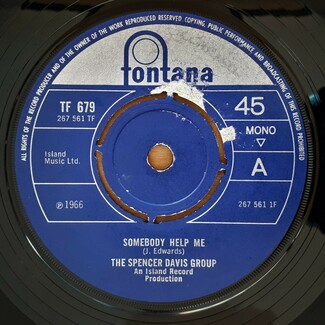 ALL RIGHTS OF THE RECORD PRODUCER AND OF THE OWNER OF THE WORK REPRODUCED RESERVED. COPYING, PUBLIC PERFORMANCE AND BROADCASTING OF THIS RECORD PROHIBITED
fontana
TF 679
267 561 TF
45
MONO
A
Island
Music Ltd.
℗ 1966
267 561 1F
SOMEBODY HELP ME
(J. Edwards)
THE SPENCER DAVIS GROUP
An Island Record
Production